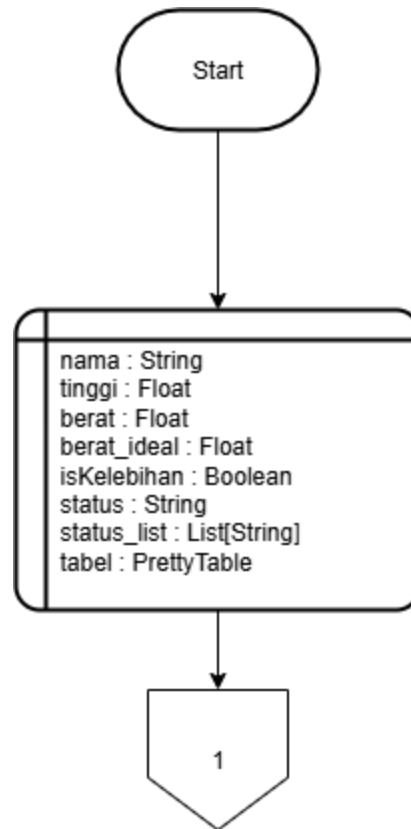 Start
nama : String
tinggi : Float
berat : Float
berat_ideal : Float
isKelebihan : Boolean
status : String
status_list : List[String]
tabel : PrettyTable
1